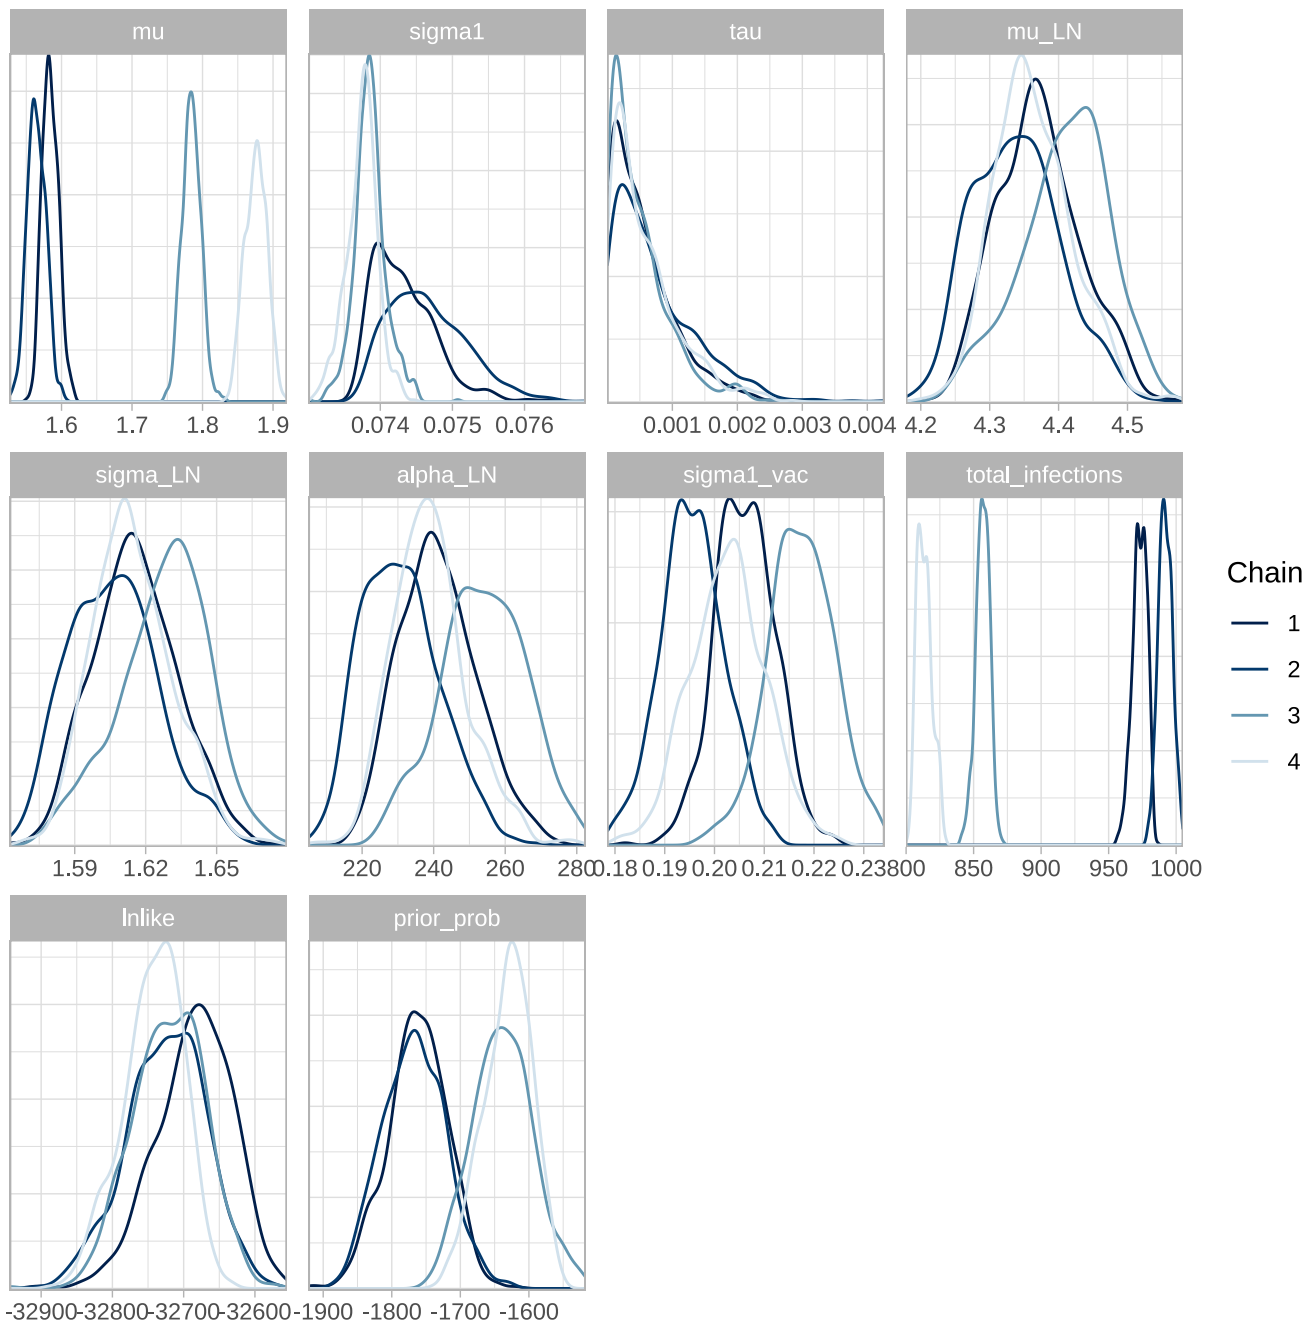 mu sigma1 tau mu_LN
1.6 1.7 1.8 1.9 0.074 0.075 0.076 0.001 0.002 0.003 0.004 4.2 4.3 4.4 4.5
sigma_LN alpha_LN sigma1_vac total_infections
1.59 1.62 1.65 220 240 260 280 0.18 0.19 0.20 0.21 0.22 0.23 800 850 900 950 1000
Chain
1
2
3
4
lnlike prior_prob
-32900 -32800 -32700 -32600 -1900 -1800 -1700 -1600